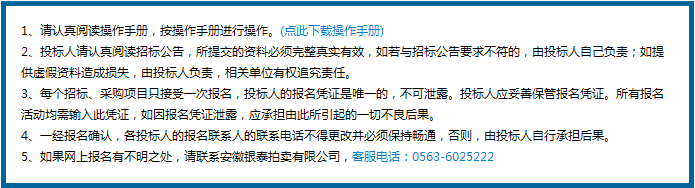 1、请认真阅读操作手册，按操作手册进行操作。(点此下载操作手册)
2、投标人请认真阅读招标公告，所提交的资料必须完整真实有效，如若与招标公告要求不符的，由投标人自己负责；如提
供虚假资料造成损失，由投标人负责，相关单位有权追究责任。
3、每个招标、采购项目只接受一次报名，投标人的报名凭证是唯一的，不可泄露。投标人应妥善保管报名凭证。所有报名
活动均需输入此凭证，如因报名凭证泄露，应承担由此所引起的一切不良后果。
4、一经报名确认，各投标人的报名联系人的联系电话不得更改并必须保持畅通，否则，由投标人自行承担后果。
5、如果网上报名有不明之处，请联系安徽银泰拍卖有限公司，客服电话：0563-6025222